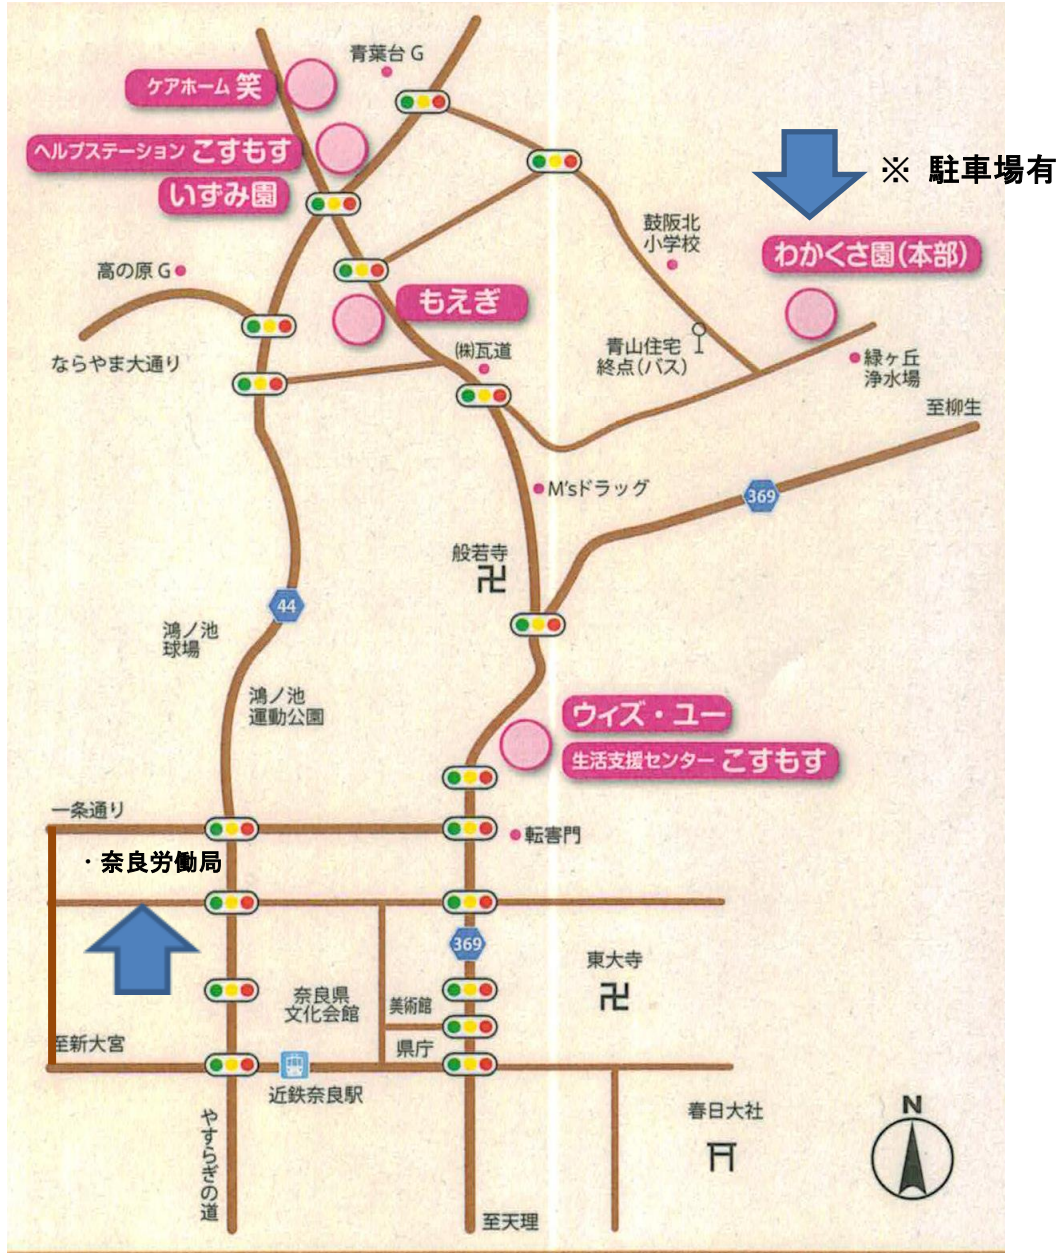 青葉台 G
ケアホーム 笑
ヘルプステーション こすもす
いずみ園
※ 駐車場有
わかくさ園(本部)
鼓阪北
小学校
高の原 G
もえぎ
ならやま大通り
㈱瓦道
青山住宅
終点(バス)
緑ヶ丘
浄水場
至柳生
M'sドラッグ
369
般若寺
44
鴻ノ池
球場
鴻ノ池
運動公園
ウィズ・ユー
生活支援センター こすもす
一条通り
転害門
・奈良労働局
369
東大寺
奈良県
文化会館
美術館
至新大宮
県庁
近鉄奈良駅
春日大社
N
やすらぎの道
至天理